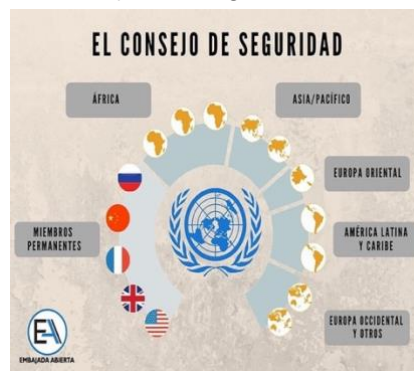 EL CONSEJO DE SEGURIDAD
ÁFRICA
ASIA/PACÍFICO
EUROPA ORIENTAL
MIEMBROS
PERMANENTES
AMÉRICA LATINA
Y CARIBE
EUROPA OCCIDENTAL
Y OTROS
EA
EMBAJADA ABIERTA